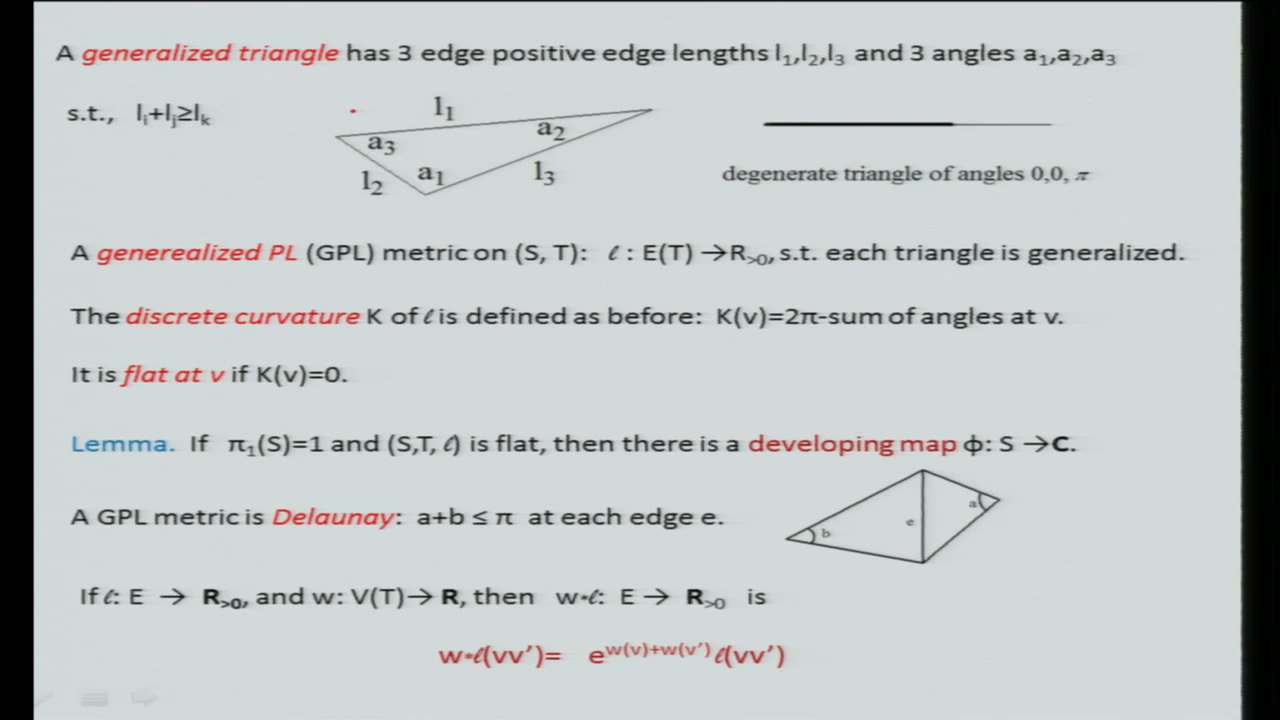 A generalized triangle has 3 edge positive edge lengths l₁,l₂,l₃ and 3 angles a₁,a₂,a₃
s.t., lᵢ+lⱼ≥lₖ
l₁
a₃
a₂
l₂
a₁
l₃
degenerate triangle of angles 0,0, π
A generealized PL (GPL) metric on (S, T): ℓ : E(T) →R>0, s.t. each triangle is generalized.
The discrete curvature K of ℓ is defined as before: K(v)=2π-sum of angles at v.
It is flat at v if K(v)=0.
Lemma. If π₁(S)=1 and (S,T, ℓ) is flat, then there is a developing map ϕ: S →C.
A GPL metric is Delaunay: a+b ≤ π at each edge e.
b
e
a
If ℓ: E → R>0, and w: V(T)→ R, then w*ℓ: E → R>0 is
w*ℓ(vv')= e^w(v)+w(v') ℓ(vv')